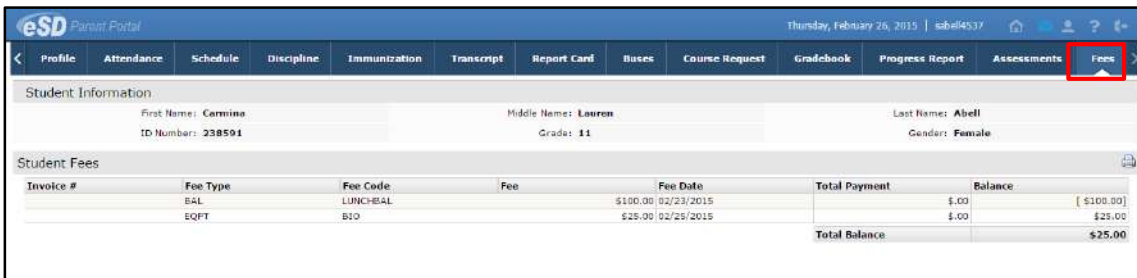 eSD Parent Portal Thursday, February 26, 2015 | sabell4537 ?
Profile Attendance Schedule Discipline Immunization Transcript Report Card Buses Course Request Gradebook Progress Report Assessments Fees
Student Information
First Name: Carmina Middle Name: Lauren Last Name: Abell
ID Number: 238591 Grade: 11 Gender: Female
Student Fees
Invoice # Fee Type Fee Code Fee Fee Date Total Payment Balance
BAL LUNCHBAL $100.00 02/23/2015 $.00 [ $100.00]
EQPT BIO $25.00 02/25/2015 $.00 $25.00
Total Balance $25.00